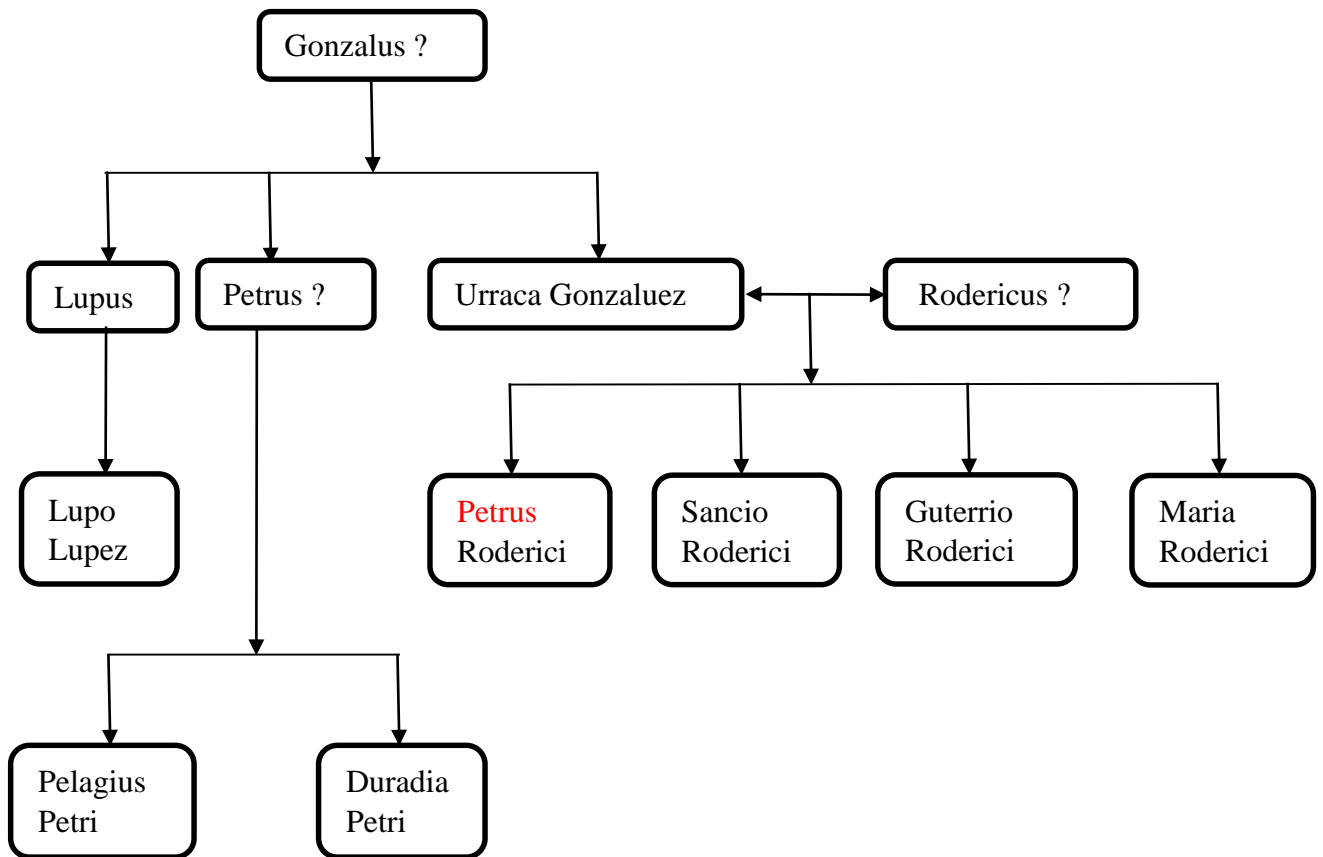 Gonzalus ?
Lupus
Petrus ?
Urraca Gonzaluez
Rodericus ?
Lupo
Lupez
Petrus
Roderici
Sancio
Roderici
Guterrio
Roderici
Maria
Roderici
Pelagius
Petri
Duradia
Petri